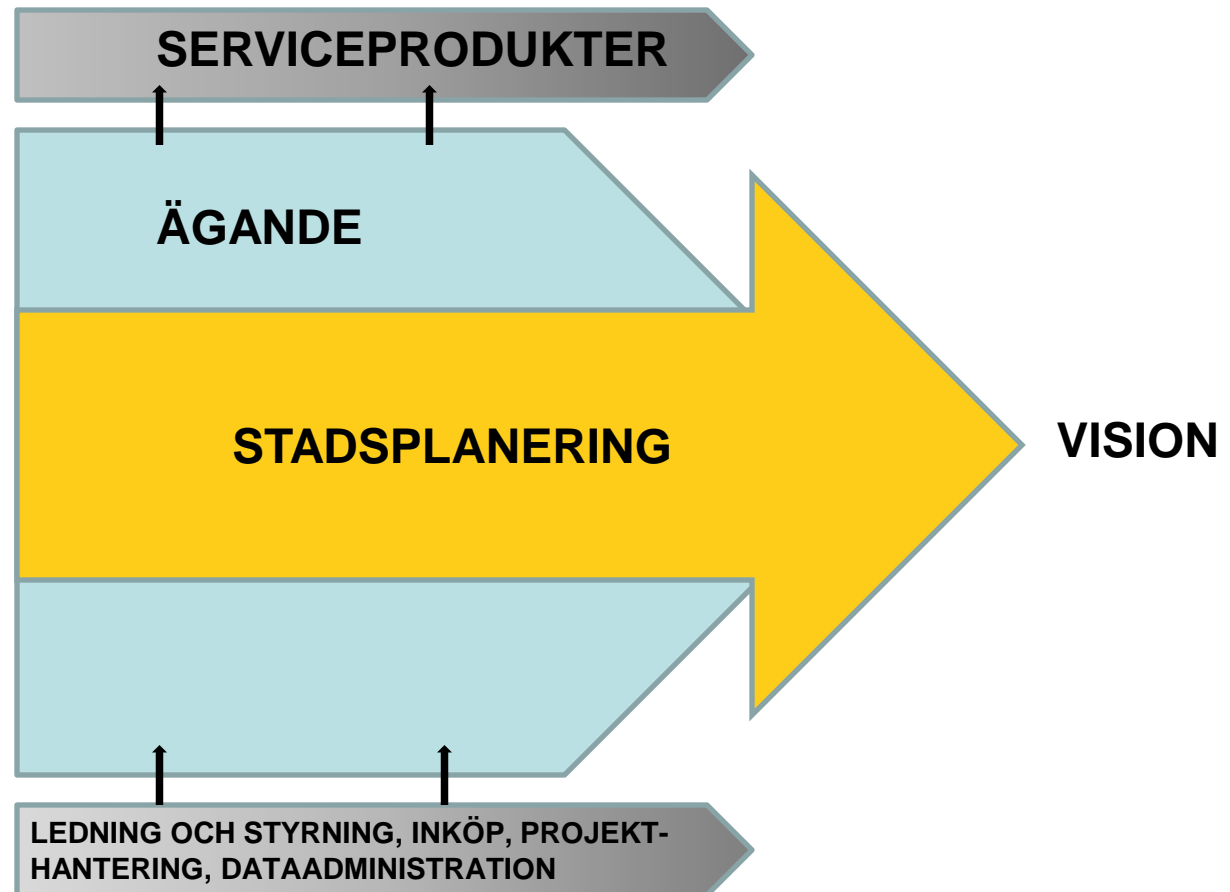 SERVICEPRODUKTER
ÄGANDE
STADSPLANERING
VISION
LEDNING OCH STYRNING, INKÖP, PROJEKT-
HANTERING, DATAADMINISTRATION